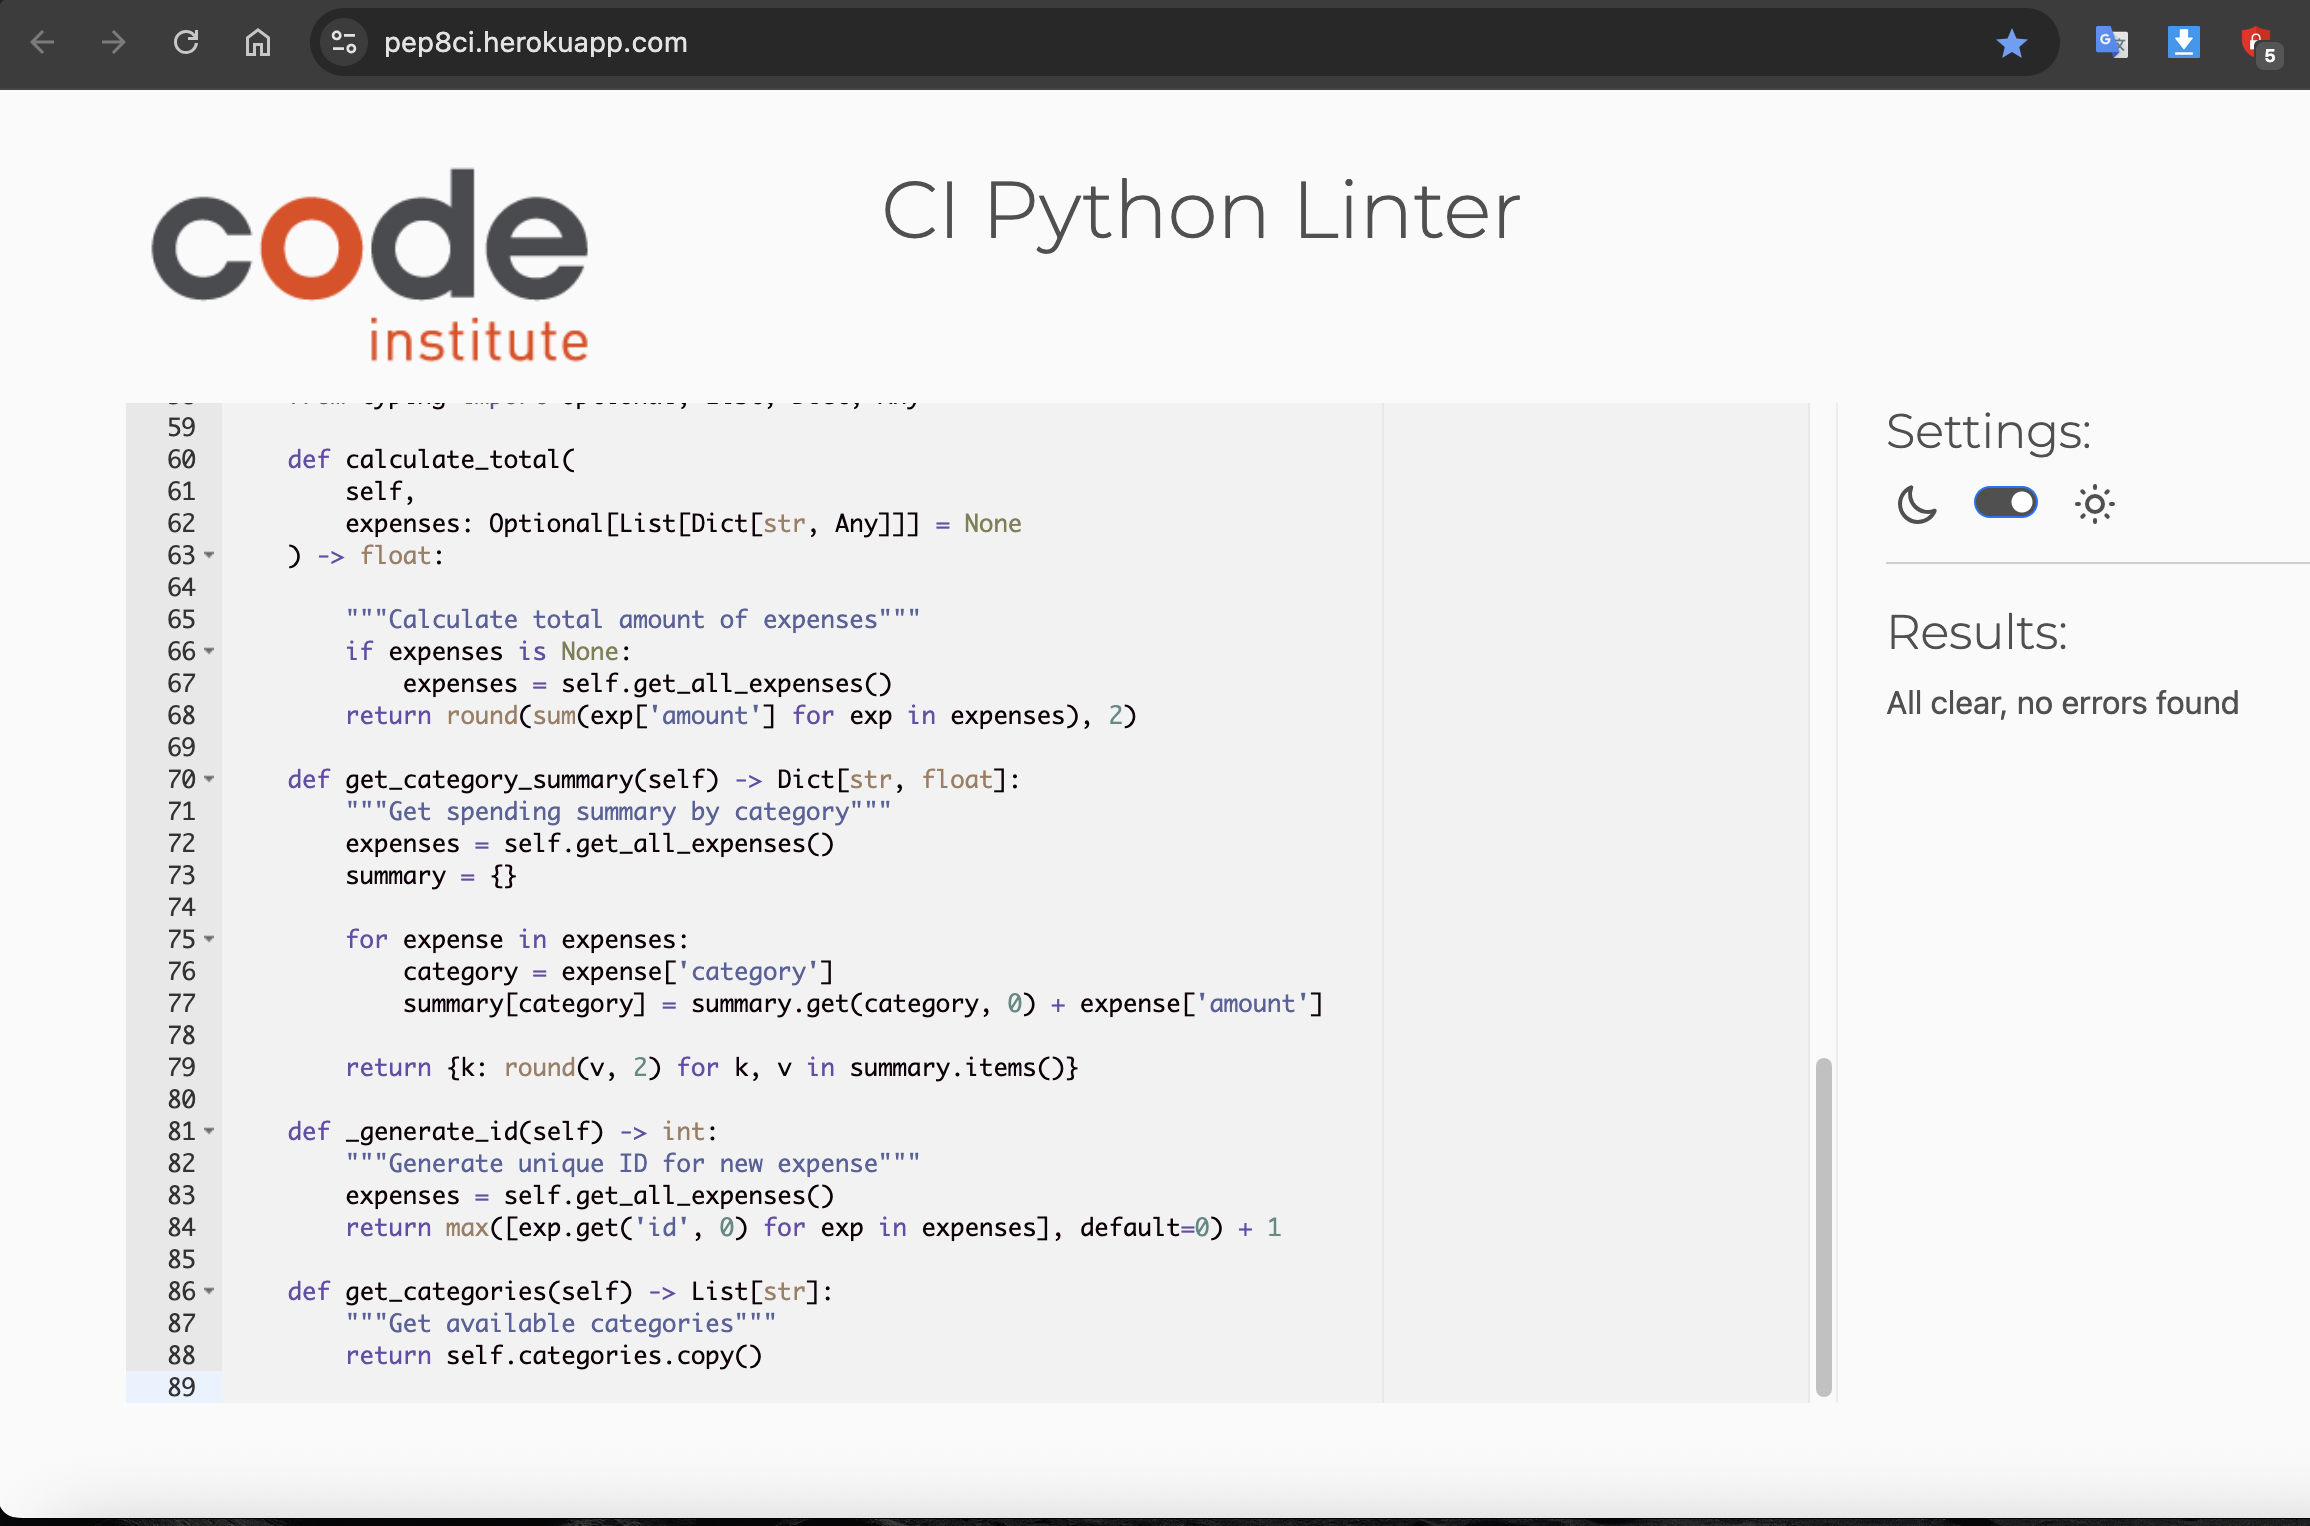 pep8ci.herokuapp.com
5
code
institute
CI Python Linter
59
60 def calculate_total(
61 self,
62 expenses: Optional[List[Dict[str, Any]]] = None
63 ) -> float:
64
65 """Calculate total amount of expenses"""
66 if expenses is None:
67 expenses = self.get_all_expenses()
68 return round(sum(exp['amount'] for exp in expenses), 2)
69
70 def get_category_summary(self) -> Dict[str, float]:
71 """Get spending summary by category"""
72 expenses = self.get_all_expenses()
73 summary = {}
74
75 for expense in expenses:
76 category = expense['category']
77 summary[category] = summary.get(category, 0) + expense['amount']
78
79 return {k: round(v, 2) for k, v in summary.items()}
80
81 def _generate_id(self) -> int:
82 """Generate unique ID for new expense"""
83 expenses = self.get_all_expenses()
84 return max([exp.get('id', 0) for exp in expenses], default=0) + 1
85
86 def get_categories(self) -> List[str]:
87 """Get available categories"""
88 return self.categories.copy()
89
Settings:
Results:
All clear, no errors found